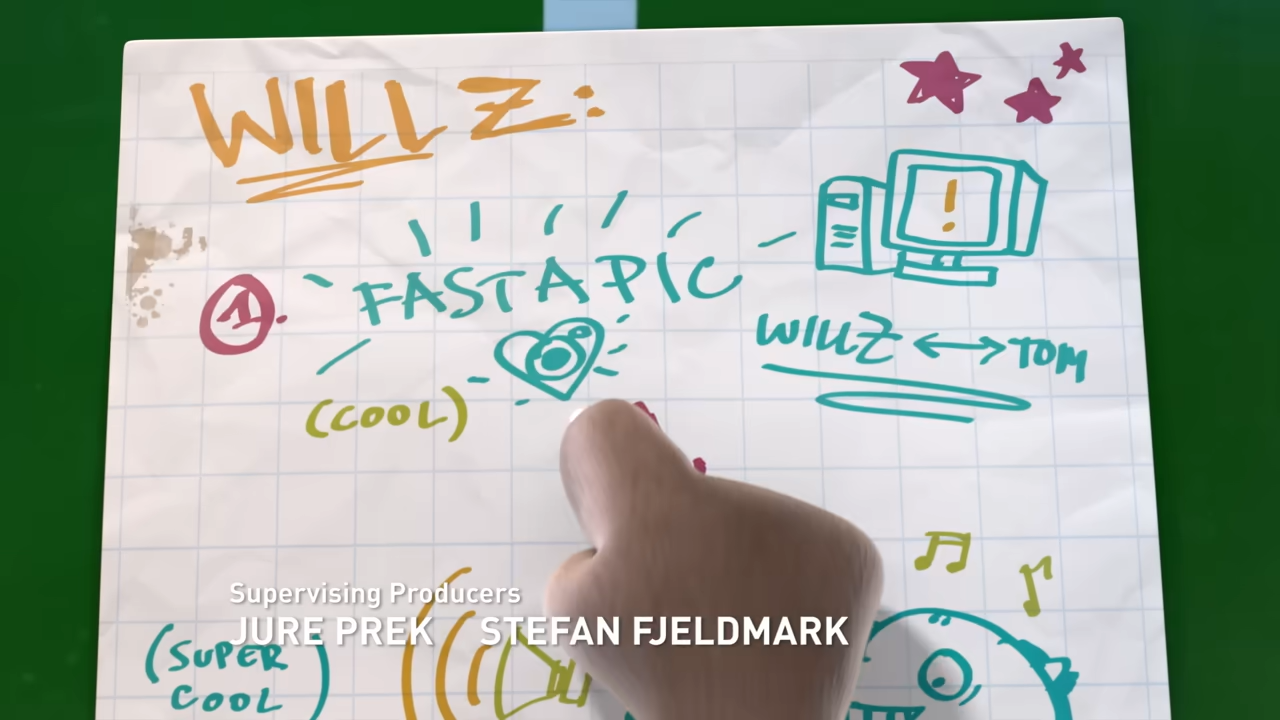 WILLZ:
!
1. FASTAPIC
WILLZ ↔ TOM
(COOL)
Supervising Producers
JURE PREK STEFAN FJELDMARK
(SUPER
COOL)